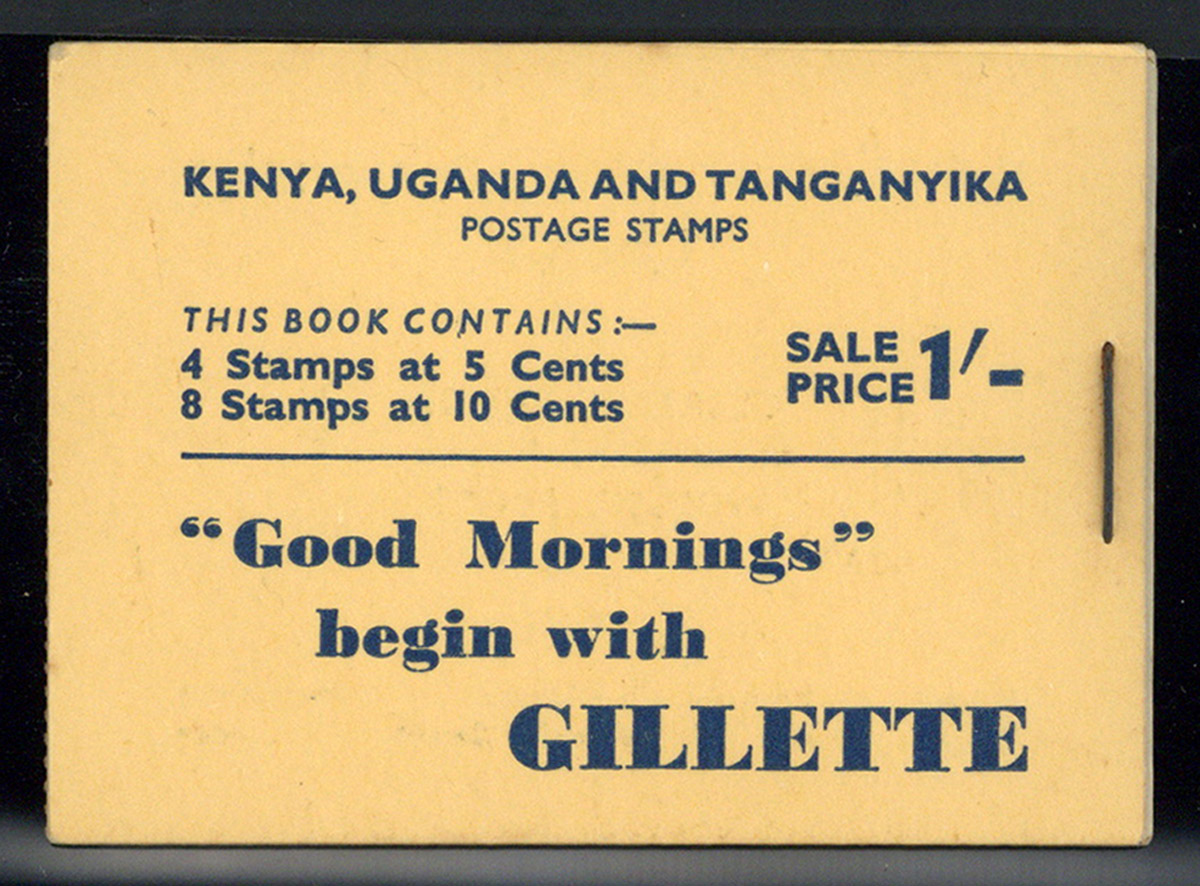 KENYA, UGANDA AND TANGANYIKA
POSTAGE STAMPS
THIS BOOK CONTAINS :—
4 Stamps at 5 Cents
8 Stamps at 10 Cents
SALE PRICE 1/-
“Good Mornings”
begin with
GILLETTE